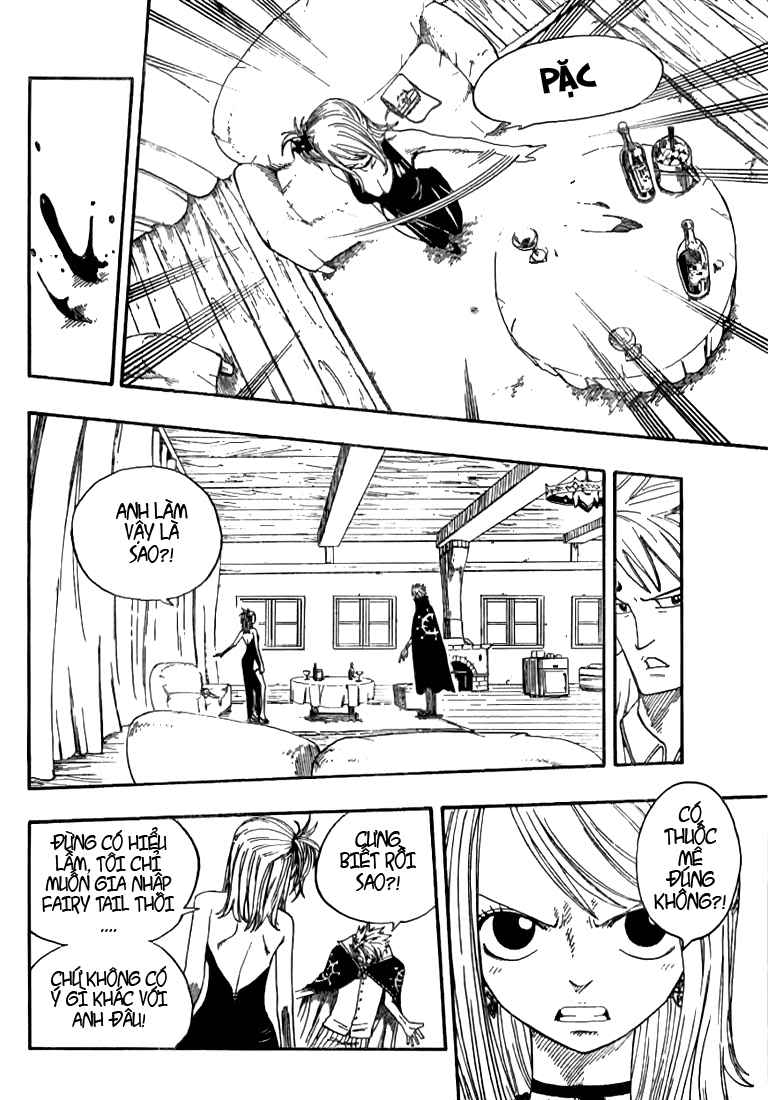 PẶC
ANH LÀM
VẬY LÀ
SAO?!
CÓ
THUỐC
MÊ
ĐÚNG
KHÔNG?!
CƯNG
BIẾT RỒI
SAO?!
ĐỪNG CÓ HIỂU
LẦM, TÔI CHỈ
MUỐN GIA NHẬP
FAIRY TAIL THÔI
....
CHỨ KHÔNG CÓ
Ý GÌ KHÁC VỚI
ANH ĐÂU!